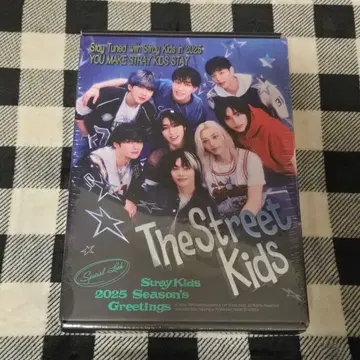 Stay Tuned with Stray Kids in 2025
YOU MAKE STRAY KIDS STAY
The Street
Kids
Special Life
Stray Kids
2025 Season's
Greetings